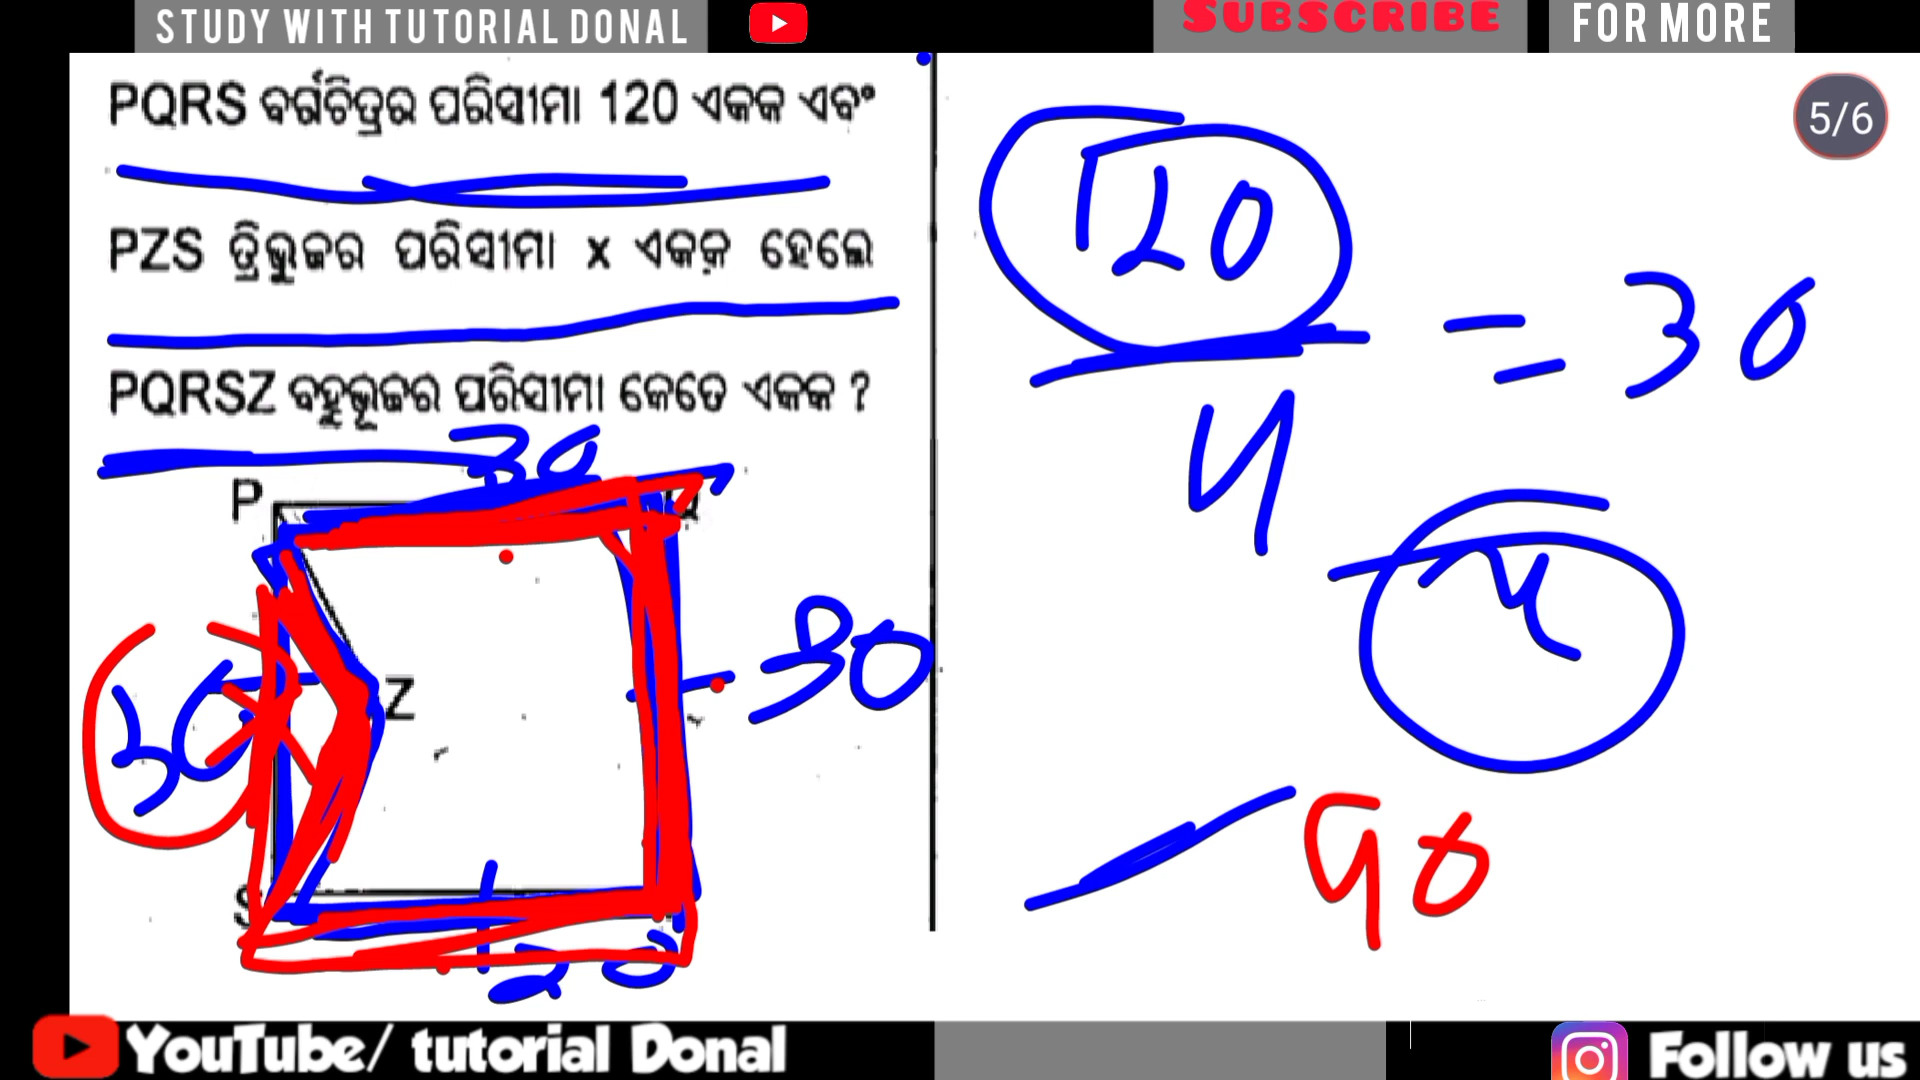 STUDY WITH TUTORIAL DONAL
SUBSCRIBE
FOR MORE
5/6
PQRS ବର୍ଗଚିତ୍ରର ପରିସୀମା 120 ଏକକ ଏବଂ
PZS ତ୍ରିଭୁଜର ପରିସୀମା x ଏକକ ହେଲେ
PQRSZ ବହୁଭୂଜର ପରିସୀମା କେତେ ଏକକ ?
120
4
= 30
30
P
Z
30
30
x
90
S
YouTube/ tutorial Donal
Follow us